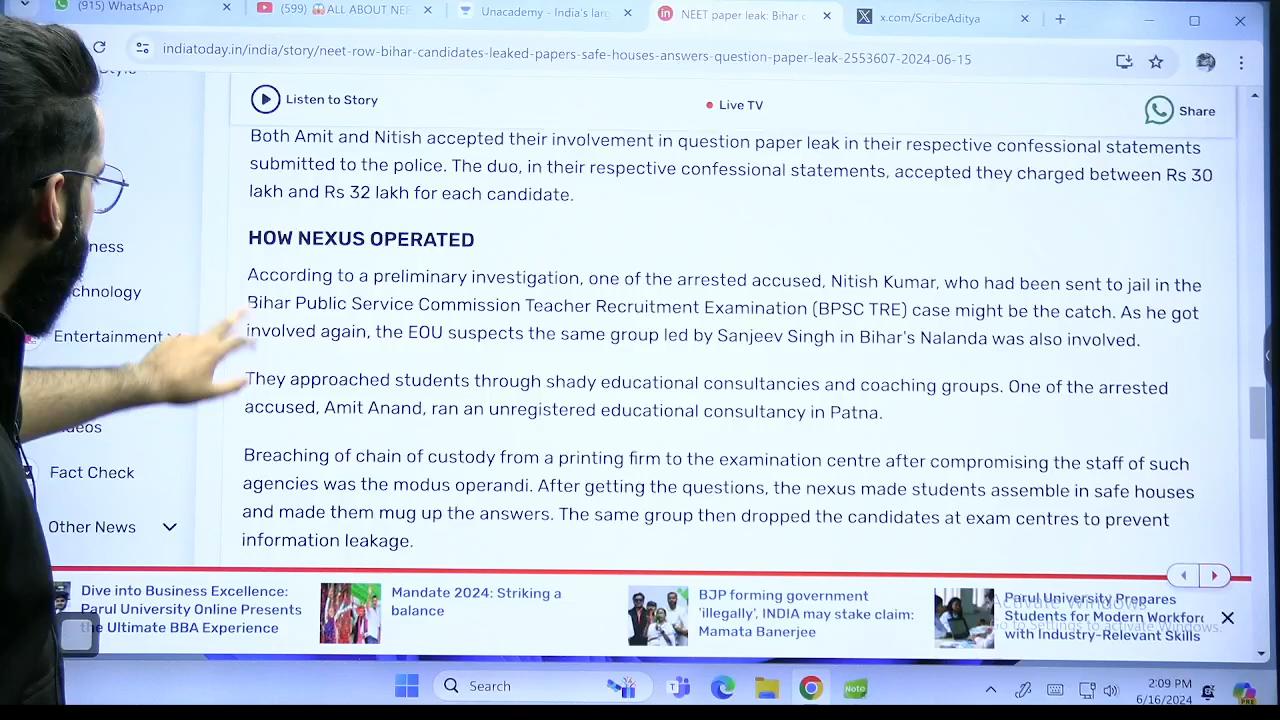 (915) WhatsApp
(599) 😱ALL ABOUT NEE
Unacademy - India's larg
in NEET paper leak: Bihar c
X x.com/ScribeAditya
indiatoday.in/india/story/neet-row-bihar-candidates-leaked-papers-safe-houses-answers-question-paper-leak-2553607-2024-06-15
Listen to Story
Live TV
Share
Both Amit and Nitish accepted their involvement in question paper leak in their respective confessional statements
submitted to the police. The duo, in their respective confessional statements, accepted they charged between Rs 30
lakh and Rs 32 lakh for each candidate.
HOW NEXUS OPERATED
According to a preliminary investigation, one of the arrested accused, Nitish Kumar, who had been sent to jail in the
Bihar Public Service Commission Teacher Recruitment Examination (BPSC TRE) case might be the catch. As he got
involved again, the EOU suspects the same group led by Sanjeev Singh in Bihar's Nalanda was also involved.
They approached students through shady educational consultancies and coaching groups. One of the arrested
accused, Amit Anand, ran an unregistered educational consultancy in Patna.
Breaching of chain of custody from a printing firm to the examination centre after compromising the staff of such
agencies was the modus operandi. After getting the questions, the nexus made students assemble in safe houses
and made them mug up the answers. The same group then dropped the candidates at exam centres to prevent
information leakage.
ness
chnology
Entertainment
deos
Fact Check
Other News
Dive into Business Excellence:
Parul University Online Presents
the Ultimate BBA Experience
Mandate 2024: Striking a
balance
BJP forming government
'illegally', INDIA may stake claim:
Mamata Banerjee
Parul University Prepares
Students for Modern Workforc
with Industry-Relevant Skills
Activate Windows
Go to Settings to activate Windows.
Search
Note
2:09 PM
6/16/2024
PRE